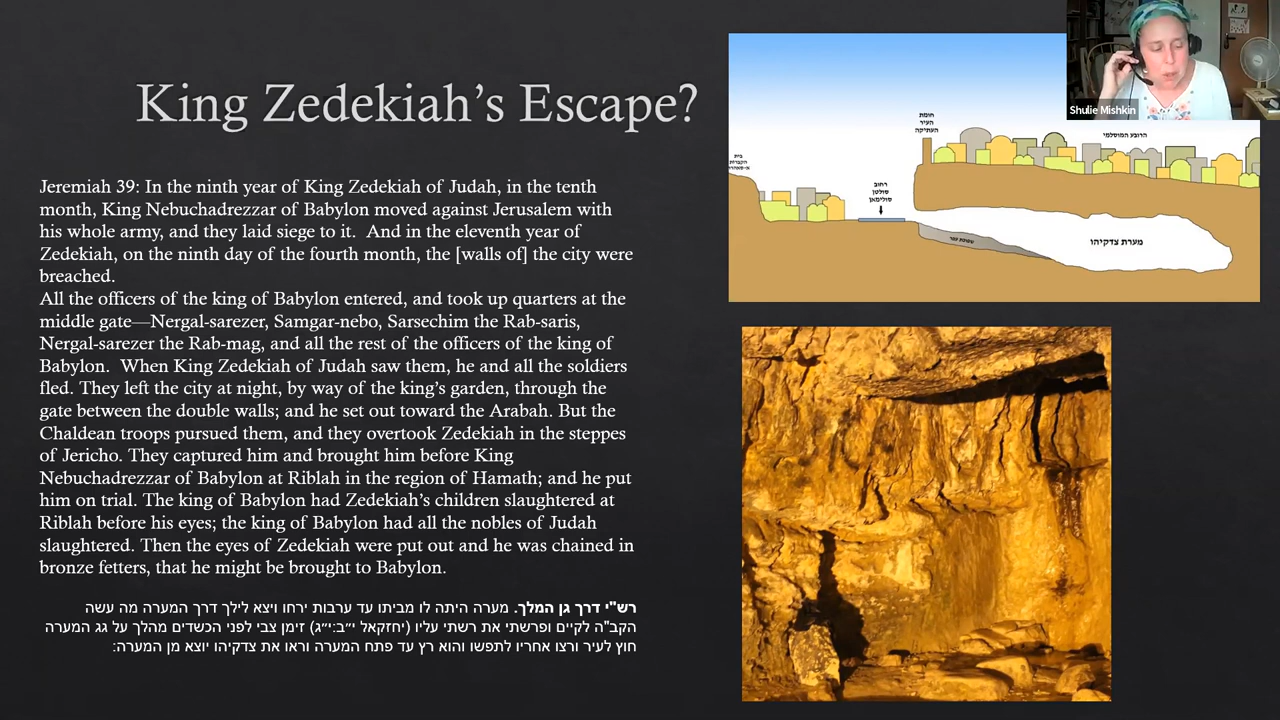 King Zedekiah's Escape?
Jeremiah 39: In the ninth year of King Zedekiah of Judah, in the tenth
month, King Nebuchadrezzar of Babylon moved against Jerusalem with
his whole army, and they laid siege to it.  And in the eleventh year of
Zedekiah, on the ninth day of the fourth month, the [walls of] the city were
breached.
All the officers of the king of Babylon entered, and took up quarters at the
middle gate—Nergal-sarezer, Samgar-nebo, Sarsechim the Rab-saris,
Nergal-sarezer the Rab-mag, and all the rest of the officers of the king of
Babylon.  When King Zedekiah of Judah saw them, he and all the soldiers
fled. They left the city at night, by way of the king's garden, through the
gate between the double walls; and he set out toward the Arabah. But the
Chaldean troops pursued them, and they overtook Zedekiah in the steppes
of Jericho. They captured him and brought him before King
Nebuchadrezzar of Babylon at Riblah in the region of Hamath; and he put
him on trial. The king of Babylon had Zedekiah's children slaughtered at
Riblah before his eyes; the king of Babylon had all the nobles of Judah
slaughtered. Then the eyes of Zedekiah were put out and he was chained in
bronze fetters, that he might be brought to Babylon.
רש"י דרך גן המלך. מערה היתה לו מביתו עד ערבות ירחו ויצא לילך דרך המערה מה עשה
הקב"ה לקיים ופרשתי את רשתי עליו (יחזקאל י״ב:י״ג) זימן צבי לפני הכשדים מהלך על גג המערה
חוץ לעיר ורצו אחריו לתפשו והוא רץ עד פתח המערה וראו את צדקיהו יוצא מן המערה:
Shulie Mishkin
חומת
העיר
העתיקה
הרובע המוסלמי
בית
הקברות
רחוב
סולטן
סולימאן
מערת צדקיהו